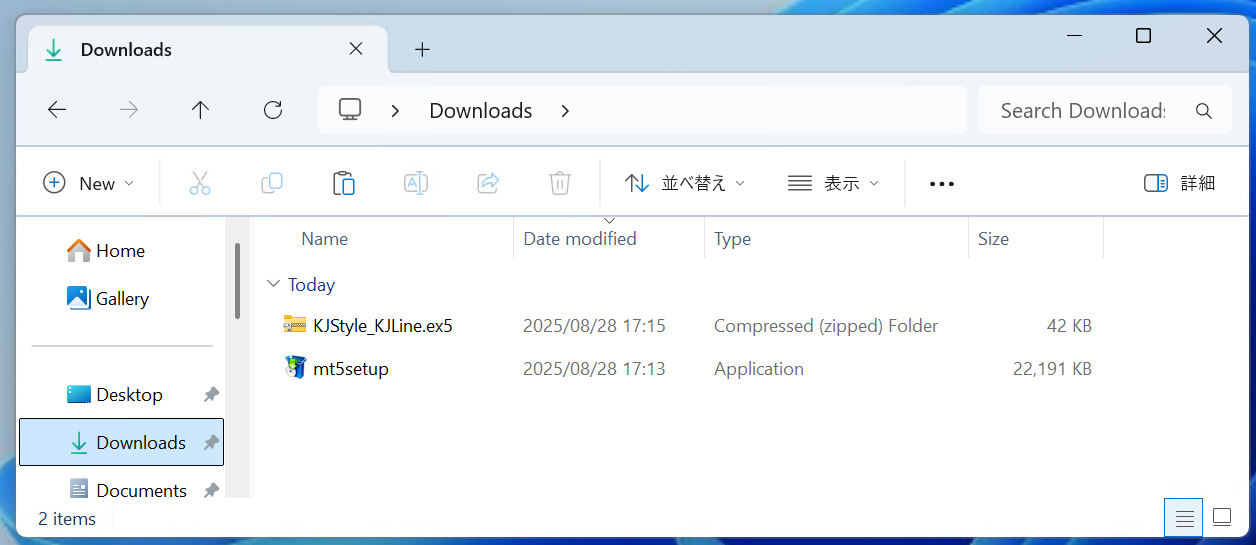 Downloads
Downloads
Search Downloads
New
並べ替え
表示
詳細
Home
Gallery
Desktop
Downloads
Documents
Name Date modified Type Size
Today
KJStyle_KJLine.ex5 2025/08/28 17:15 Compressed (zipped) Folder 42 KB
mt5setup 2025/08/28 17:13 Application 22,191 KB
2 items